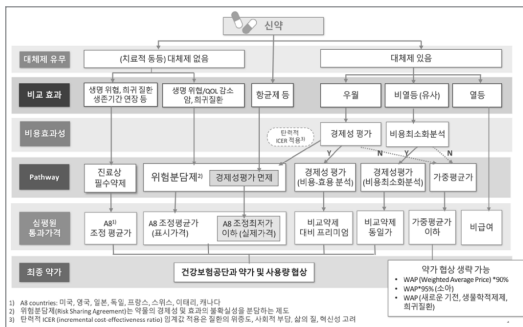 신약
대체제 유무
(치료적 동등) 대체제 없음
대체제 있음
비교 효과
생명 위협, 희귀 질환
생존기간 연장 등
생명 위협/QOL 감소
암, 희귀질환
항균제 등
우월
비열등 (유사)
열등
비용효과성
탄력적
ICER 적용3)
경제성 평가
비용최소화분석
Y
N
Y
N
Pathway
진료상
필수약제
위험분담제2)
경제성평가 면제
경제성 평가
(비용-효용 분석)
경제성평가
(비용최소화분석)
가중평균가
심평원
통과가격
A81)
조정 평균가
A8 조정평균가
(표시가격)
A8 조정최저가
이하 (실제가격)
비교약제
대비 프리미엄
비교약제
동일가
가중평균가
이하
비급여
최종 약가
건강보험공단과 약가 및 사용량 협상
약가 협상 생략 가능
• WAP (Weighted Average Price) *90%
• WAP*95% (소아)
• WAP (새로운 기전, 생물학적제제,
희귀질환)
1) A8 countries: 미국, 영국, 일본, 독일, 프랑스, 스위스, 이태리, 캐나다
2) 위험분담제(Risk Sharing Agreement)는 약물의 경제성 및 효과의 불확실성을 분담하는 제도
3) 탄력적 ICER (incremental cost-effectiveness ratio) 임계값 적용은 질환의 위중도, 사회적 부담, 삶의 질, 혁신성 고려